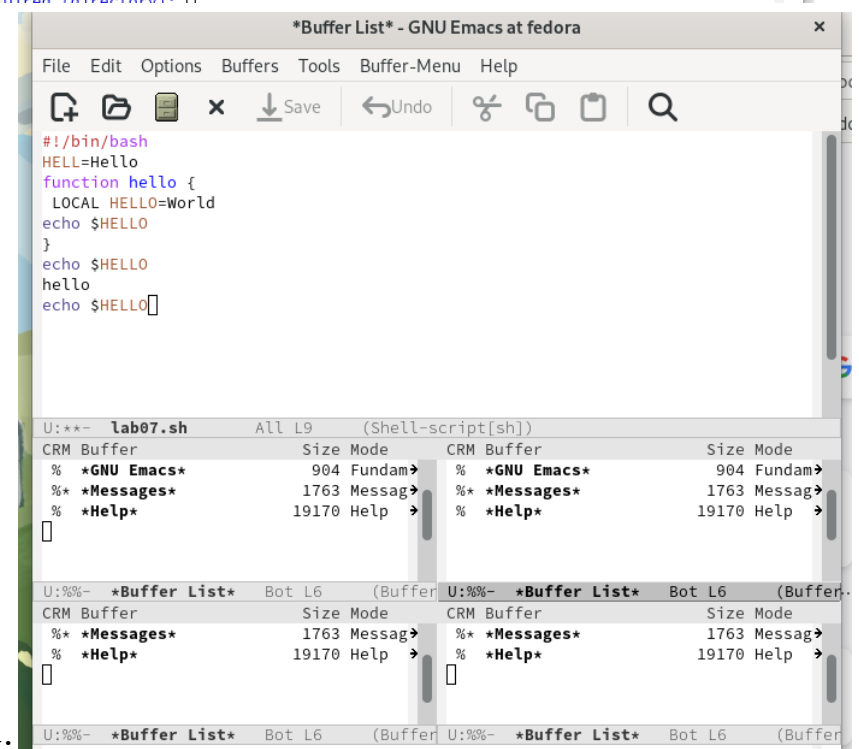 *Buffer List* - GNU Emacs at fedora ×
File Edit Options Buffers Tools Buffer-Menu Help
Save Undo
#!/bin/bash
HELL=Hello
function hello {
 LOCAL HELLO=World
echo $HELLO
}
echo $HELLO
hello
echo $HELLO
U:**- lab07.sh All L9 (Shell-script[sh])
CRM Buffer Size Mode
% *GNU Emacs* 904 Fundam
%* *Messages* 1763 Messag
% *Help* 19170 Help
U:%%- *Buffer List* Bot L6 (Buffer
CRM Buffer Size Mode
% *GNU Emacs* 904 Fundam
%* *Messages* 1763 Messag
% *Help* 19170 Help
U:%%- *Buffer List* Bot L6 (Buffer
CRM Buffer Size Mode
%* *Messages* 1763 Messag
% *Help* 19170 Help
U:%%- *Buffer List* Bot L6 (Buffer
CRM Buffer Size Mode
%* *Messages* 1763 Messag
% *Help* 19170 Help
U:%%- *Buffer List* Bot L6 (Buffer